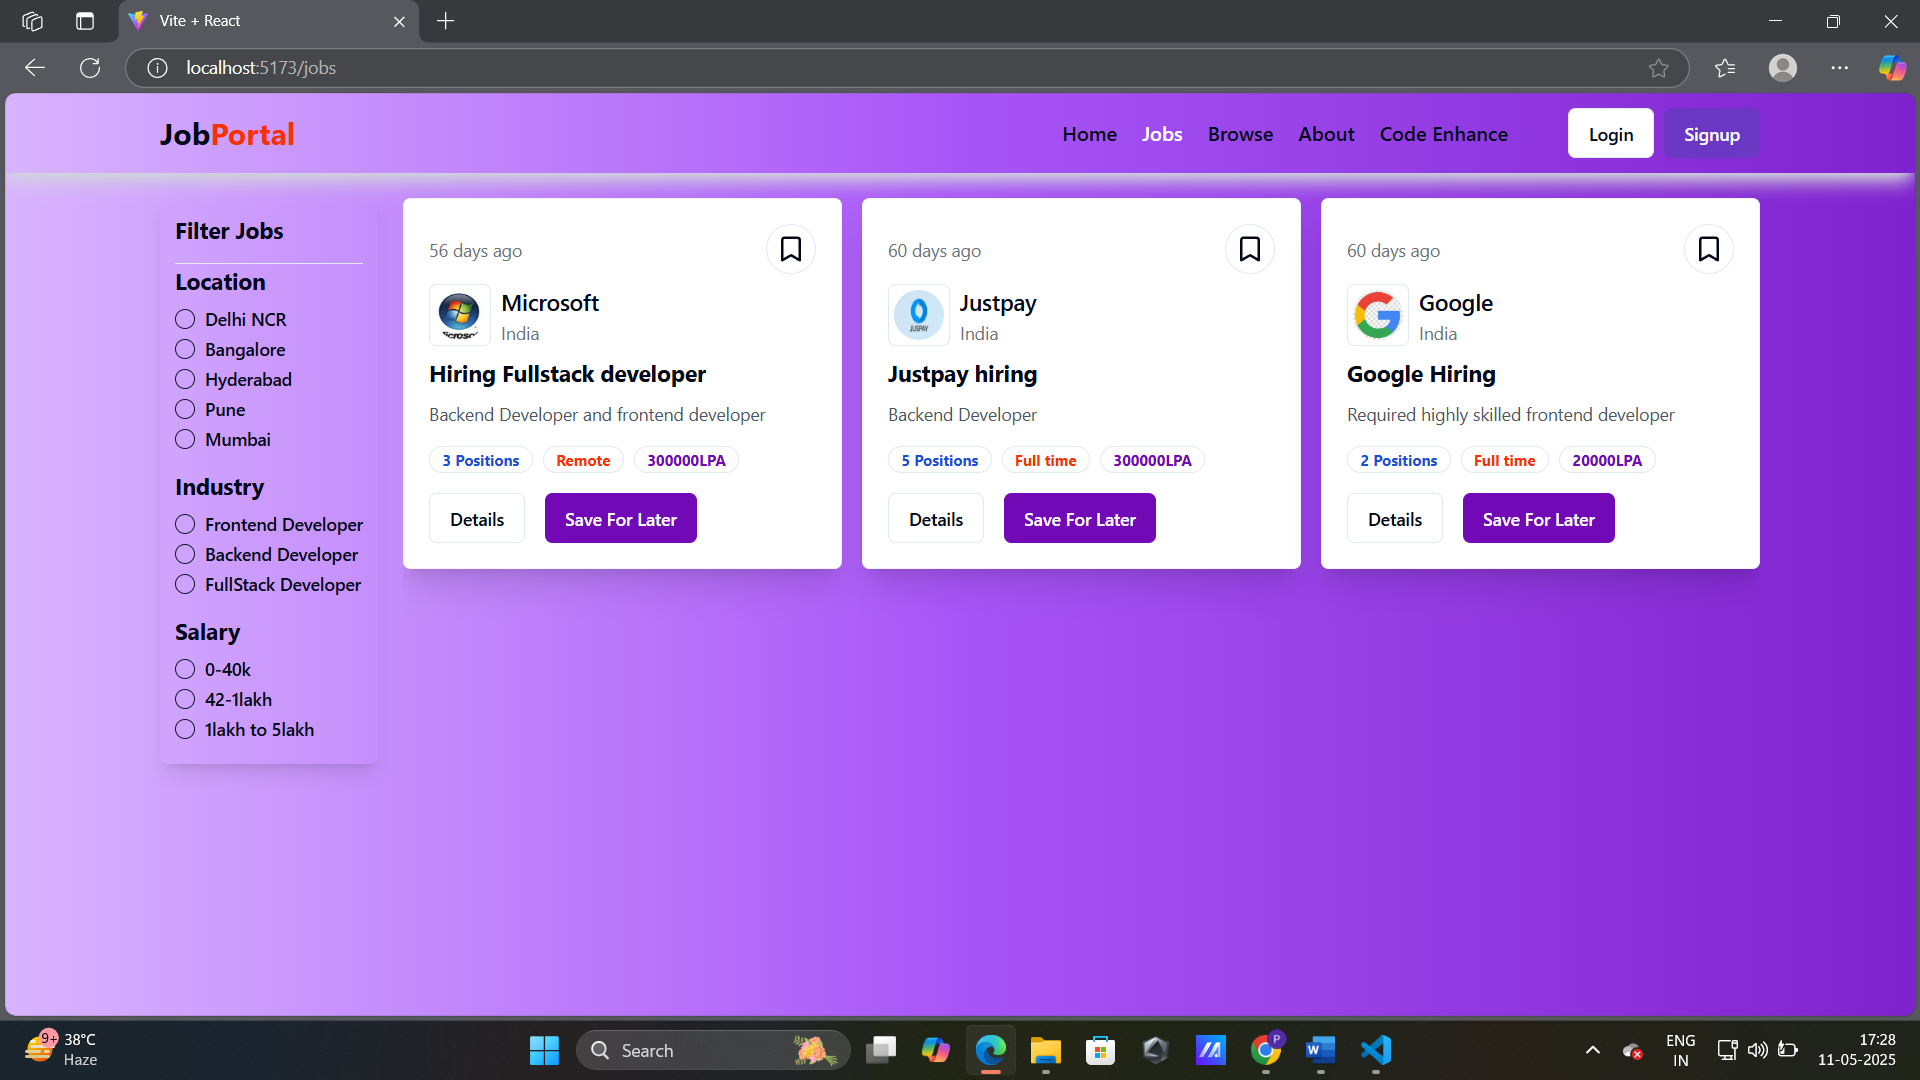 Vite + React
localhost:5173/jobs
JobPortal
Home Jobs Browse About Code Enhance Login Signup
Filter Jobs
Location
Delhi NCR
Bangalore
Hyderabad
Pune
Mumbai
Industry
Frontend Developer
Backend Developer
FullStack Developer
Salary
0-40k
42-1lakh
1lakh to 5lakh
56 days ago
Microsoft
India
Hiring Fullstack developer
Backend Developer and frontend developer
3 Positions Remote 300000LPA
Details Save For Later
60 days ago
JUSPAY
Justpay
India
Justpay hiring
Backend Developer
5 Positions Full time 300000LPA
Details Save For Later
60 days ago
Google
India
Google Hiring
Required highly skilled frontend developer
2 Positions Full time 20000LPA
Details Save For Later
9+
38°C
Haze
Search
P
W
ENG
IN
17:28
11-05-2025